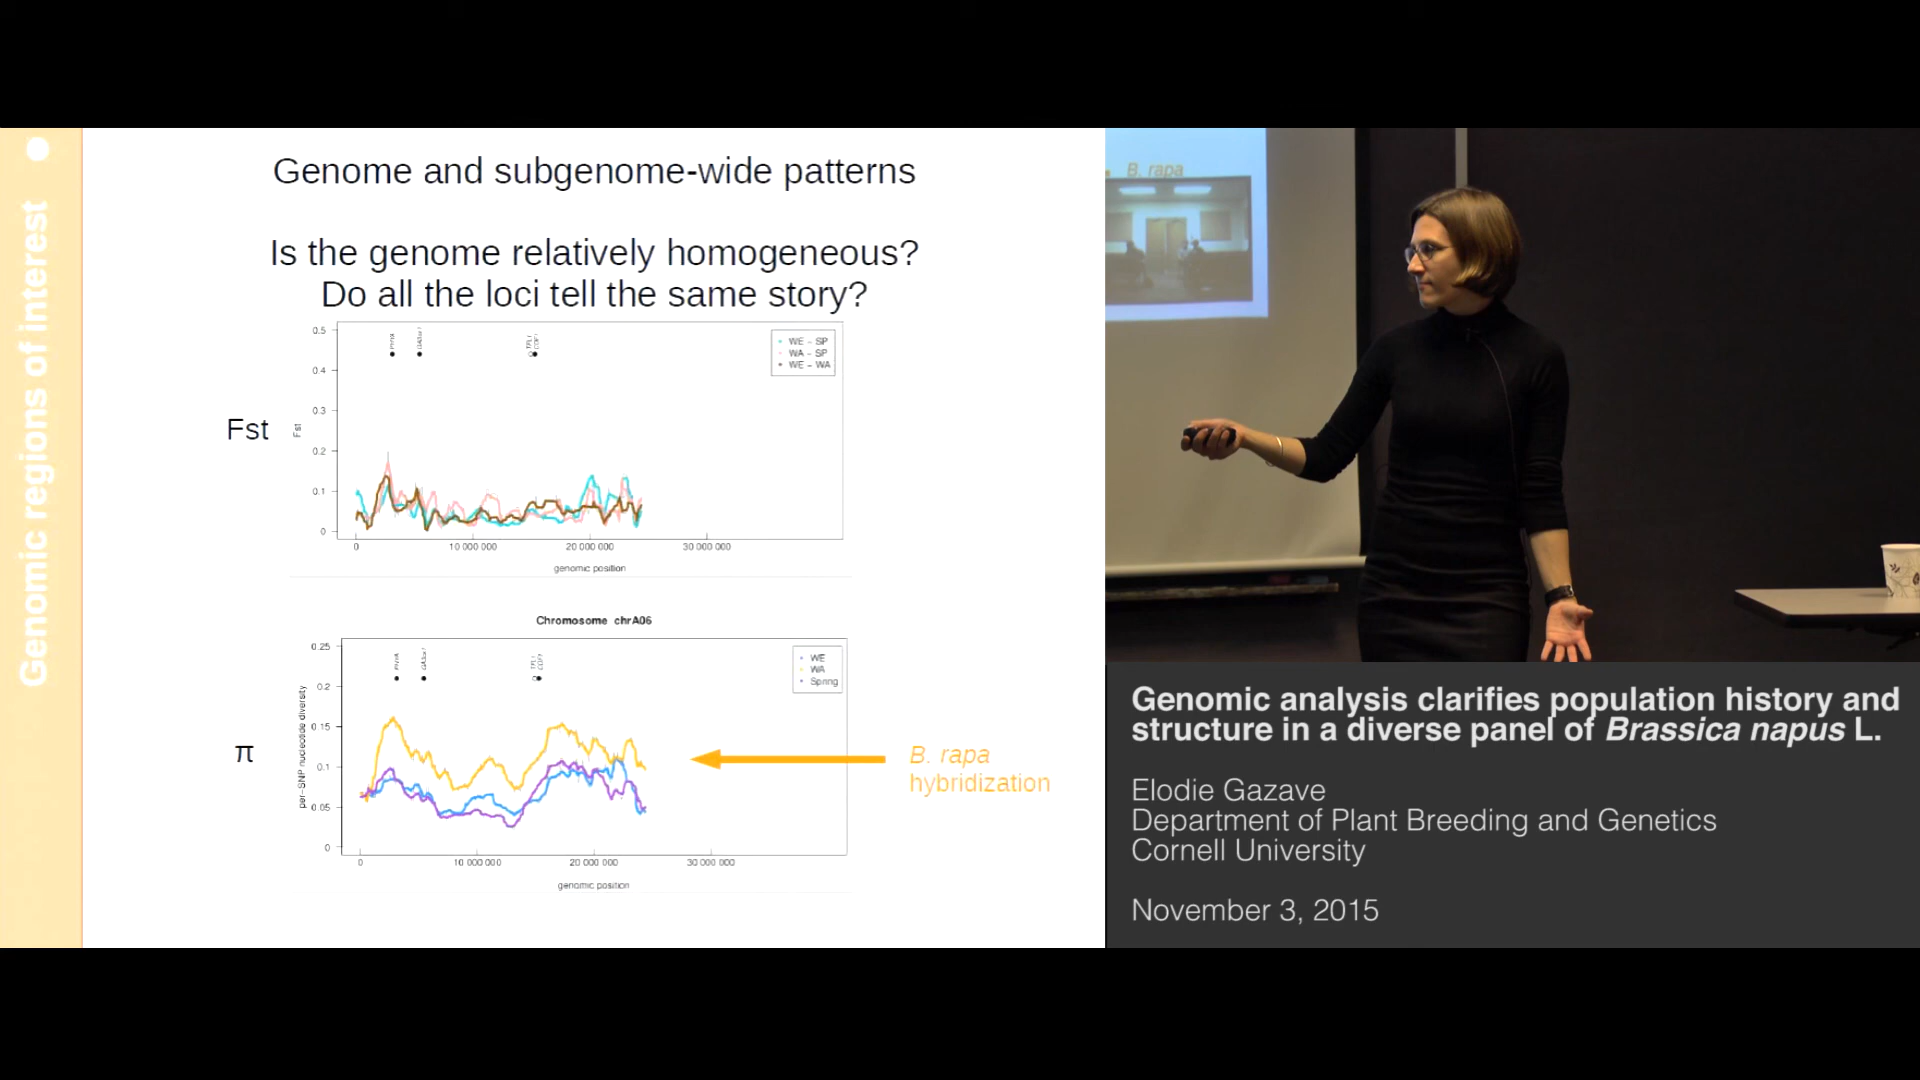 Genomic regions of interest
Genome and subgenome-wide patterns
Is the genome relatively homogeneous?
Do all the loci tell the same story?
Fst
Fst
0.5
0.4
0.3
0.2
0.1
0
WE - SP
WA - SP
WE - WA
0
10 000 000
20 000 000
30 000 000
genomic position
Chromosome chrA06
π
per-SNP nucleotide diversity
0.25
0.2
0.15
0.1
0.05
0
WE
WA
Spring
0
10 000 000
20 000 000
30 000 000
genomic position
B. rapa
hybridization
B. rapa
Genomic analysis clarifies population history and
structure in a diverse panel of Brassica napus L.
Elodie Gazave
Department of Plant Breeding and Genetics
Cornell University
November 3, 2015